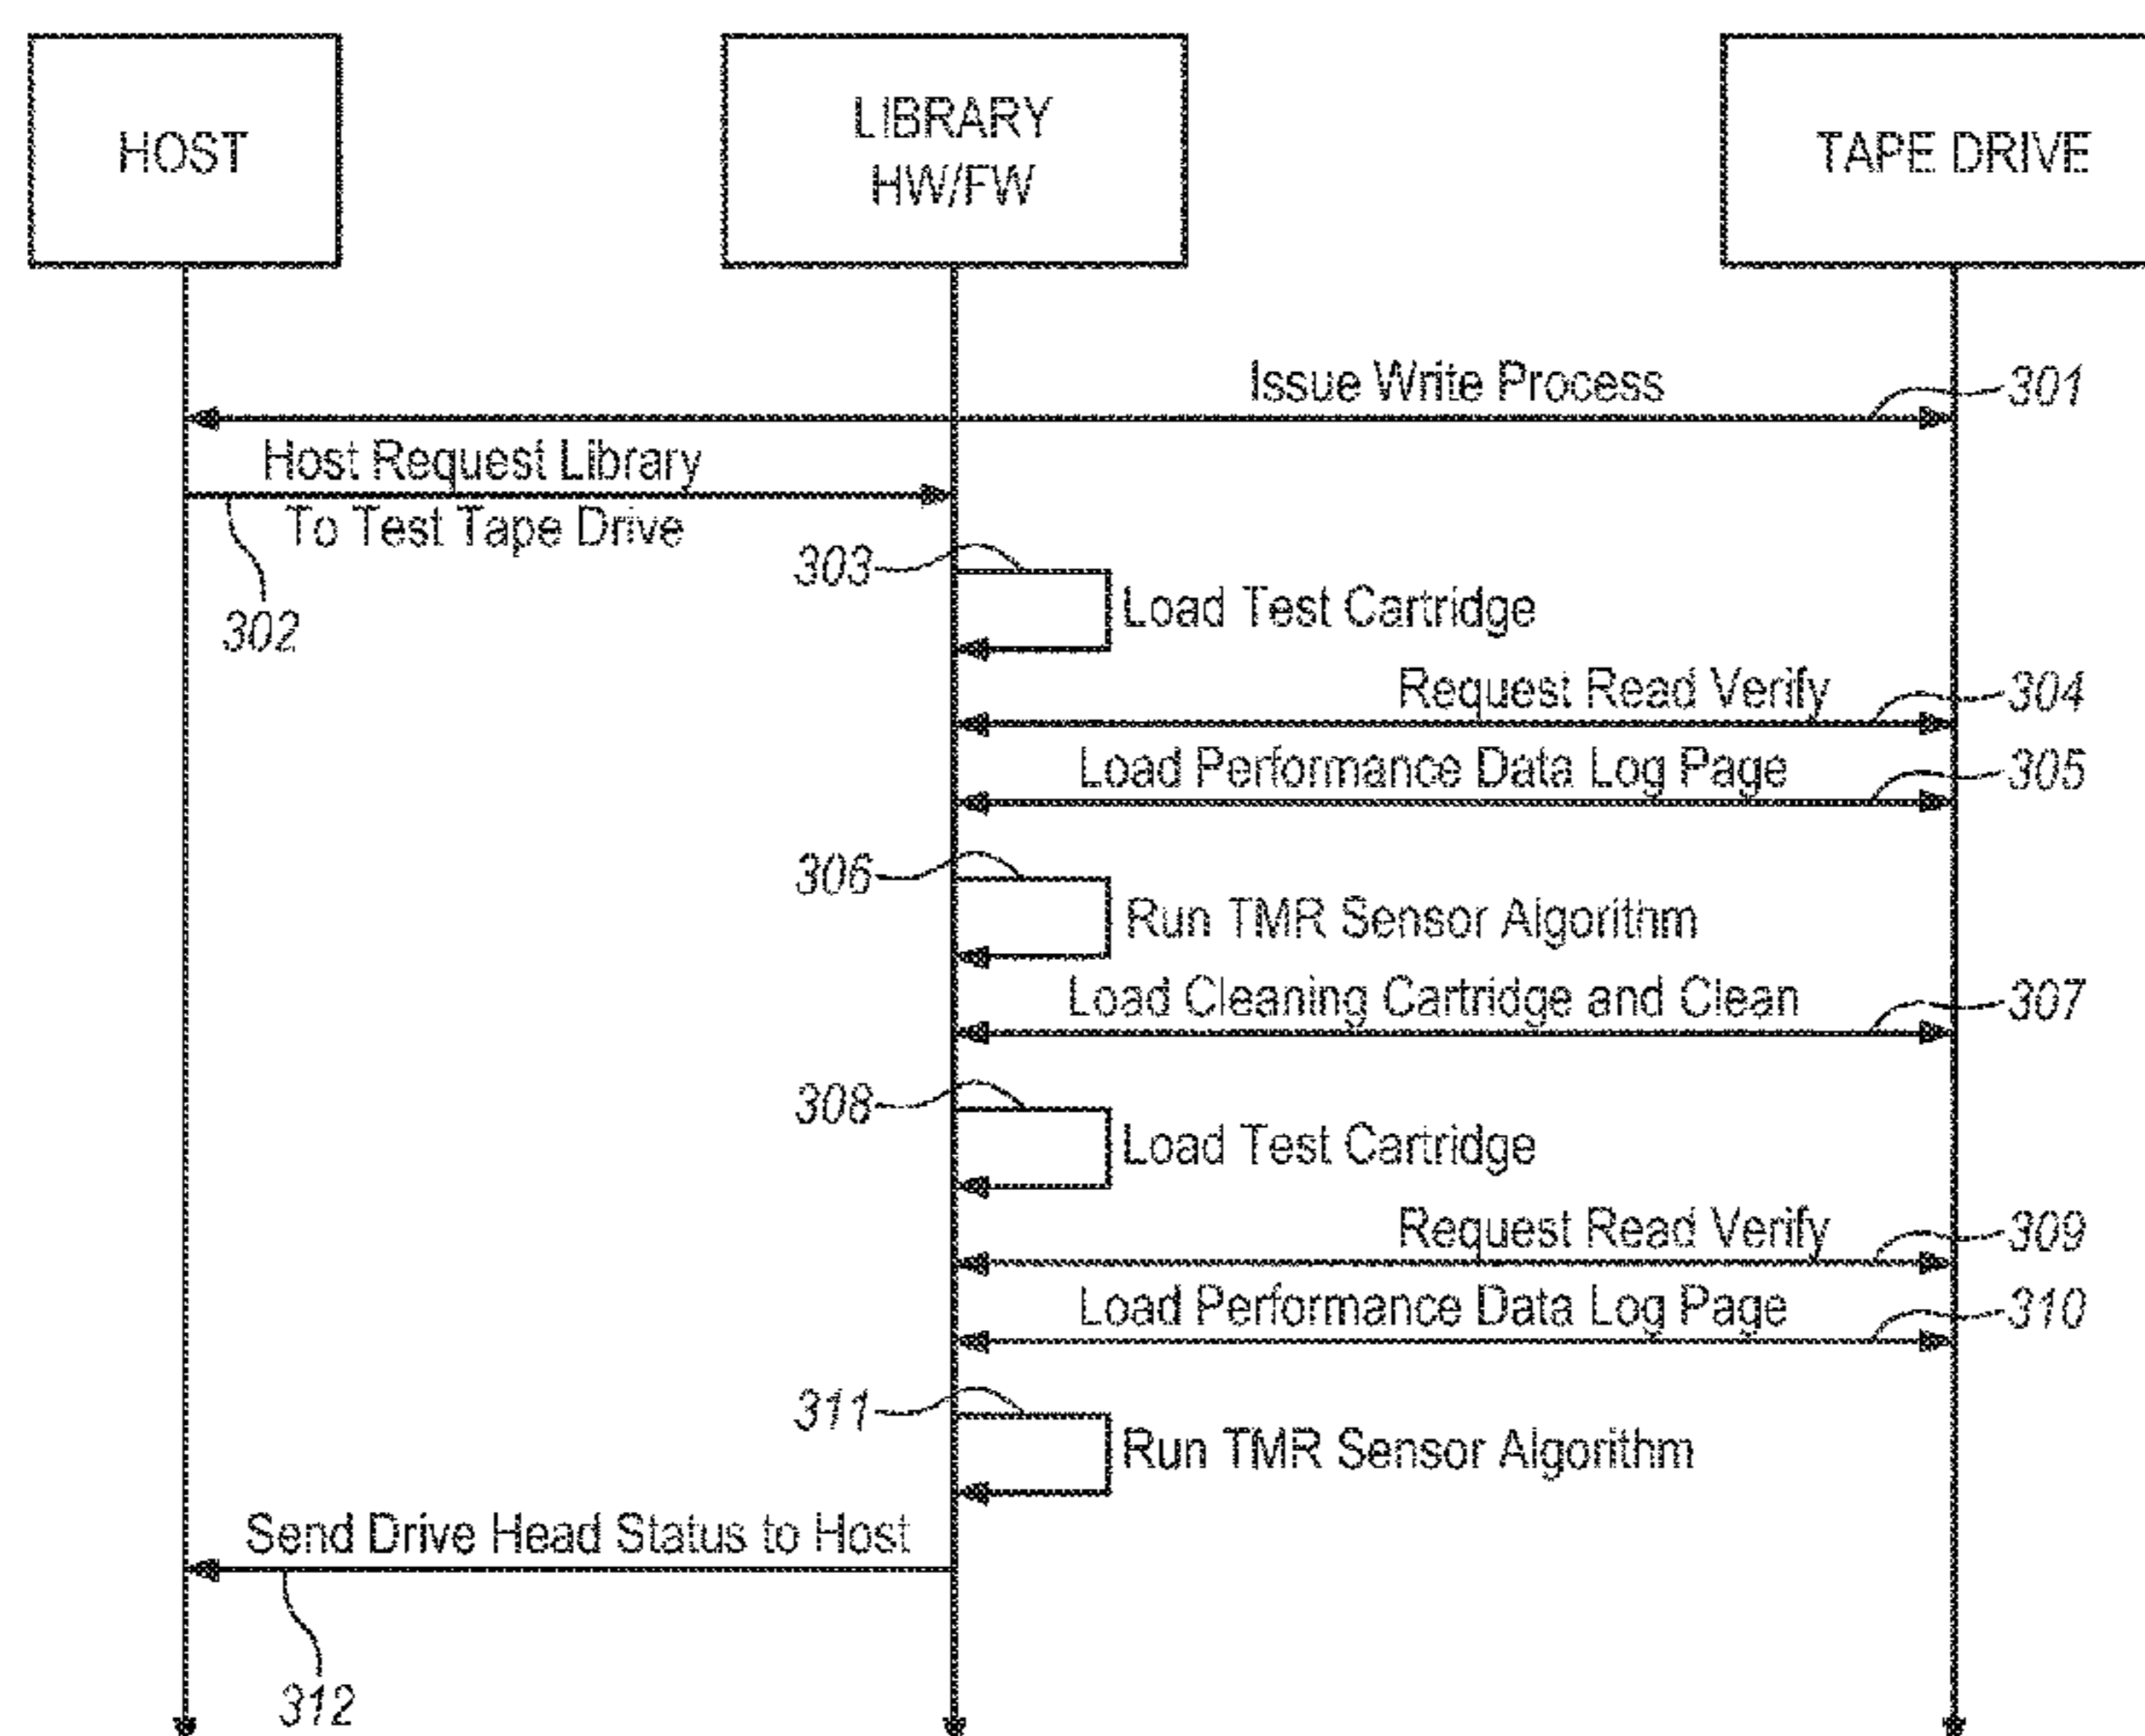 HOST
LIBRARY
HW/FW
TAPE DRIVE
Issue Write Process
301
Host Request Library
To Test Tape Drive
302
303
Load Test Cartridge
Request Read Verify
304
Load Performance Data Log Page
305
306
Run TMR Sensor Algorithm
Load Cleaning Cartridge and Clean
307
308
Load Test Cartridge
Request Read Verify
309
Load Performance Data Log Page
310
311
Run TMR Sensor Algorithm
Send Drive Head Status to Host
312